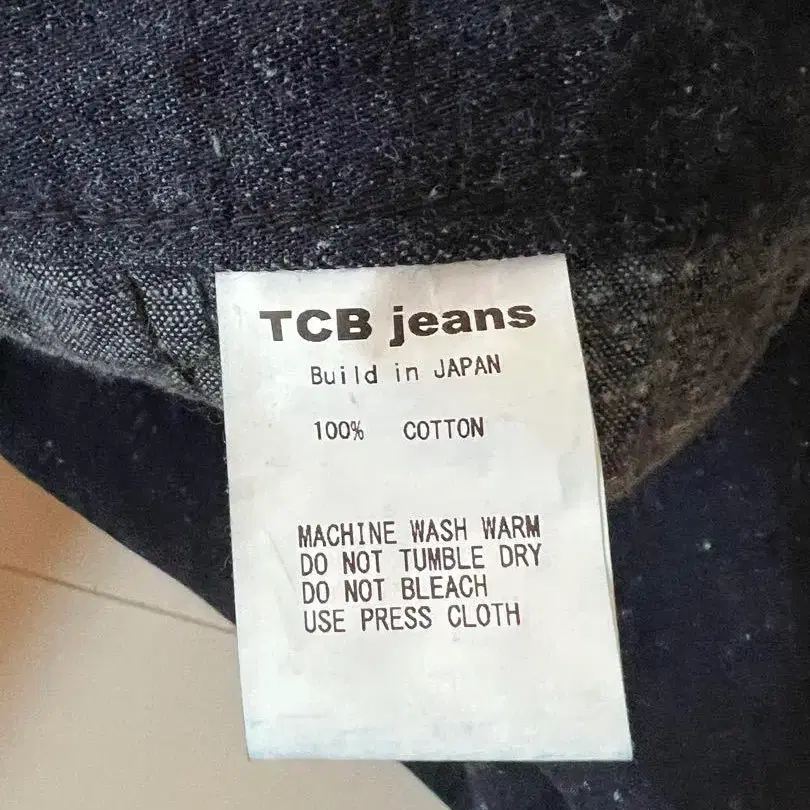 TCB jeans
Build in JAPAN
100% COTTON
MACHINE WASH WARM
DO NOT TUMBLE DRY
DO NOT BLEACH
USE PRESS CLOTH